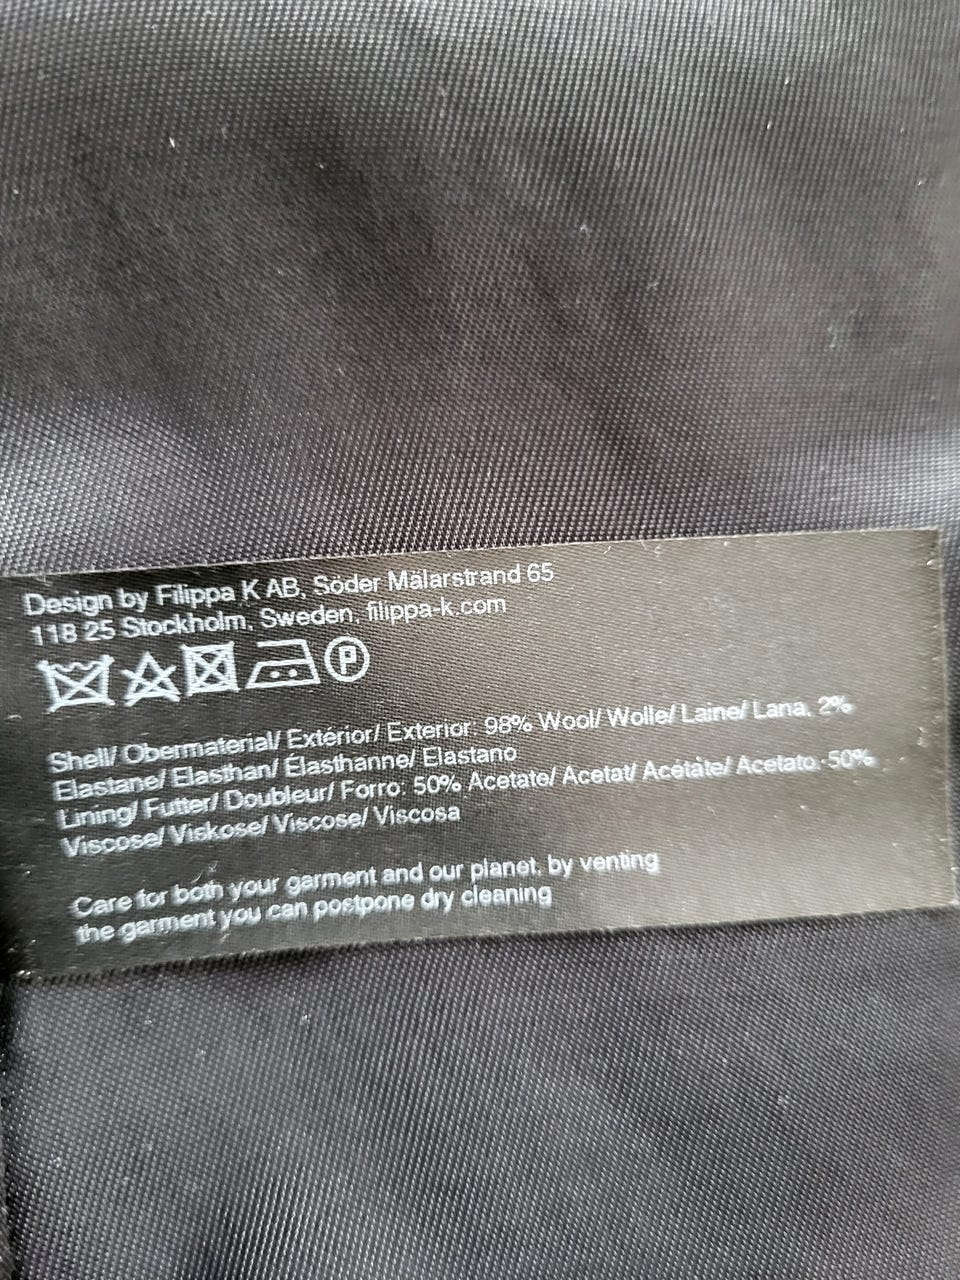 Design by Filippa K AB, Söder Mälarstrand 65
118 25 Stockholm, Sweden, filippa-k.com
P
Shell/ Obermaterial/ Extérior/ Exterior: 98% Wool/ Wolle/ Laine/ Lana, 2%
Elastane/ Elasthan/ Élasthanne/ Elastano
Lining/ Futter/ Doubleur/ Forro: 50% Acetate/ Acetat/ Acétate/ Acetato, 50%
Viscose/ Viskose/ Viscose/ Viscosa
Care for both your garment and our planet, by venting
the garment you can postpone dry cleaning